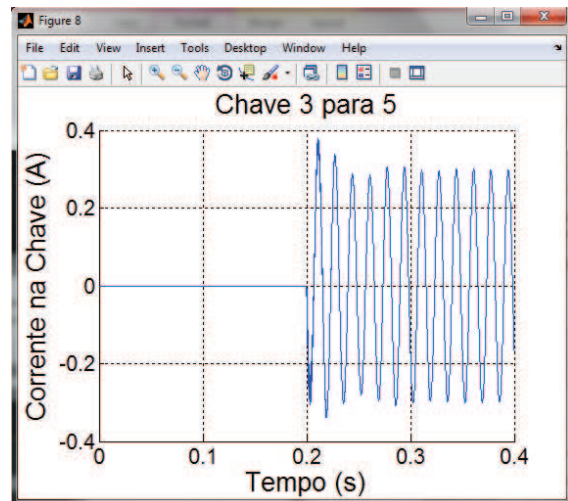 Figure 8
File Edit View Insert Tools Desktop Window Help
Chave 3 para 5
Corrente na Chave (A)
0.4
0.2
0
-0.2
-0.4
0 0.1 0.2 0.3 0.4
Tempo (s)